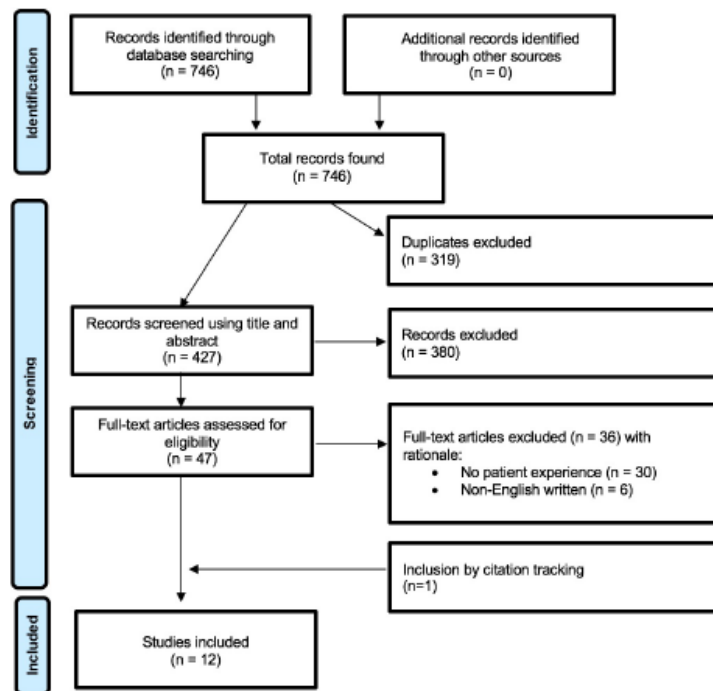 Identification
Records identified through
database searching
(n = 746)
Additional records identified
through other sources
(n = 0)
Total records found
(n = 746)
Screening
Duplicates excluded
(n = 319)
Records screened using title and
abstract
(n = 427)
Records excluded
(n = 380)
Full-text articles assessed for
eligibility
(n = 47)
Full-text articles excluded (n = 36) with
rationale:
• No patient experience (n = 30)
• Non-English written (n = 6)
Inclusion by citation tracking
(n=1)
Included
Studies included
(n = 12)